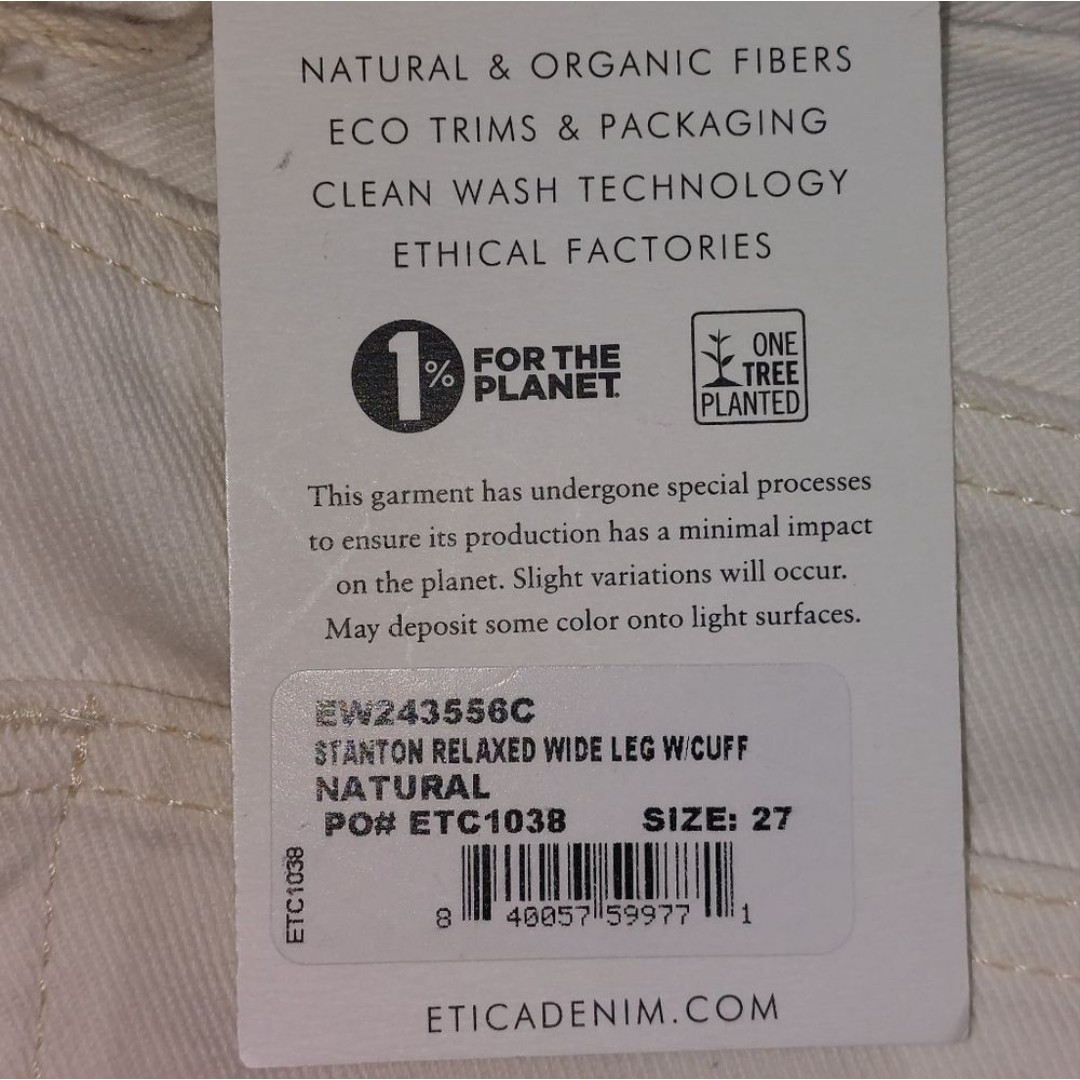 NATURAL & ORGANIC FIBERS
ECO TRIMS & PACKAGING
CLEAN WASH TECHNOLOGY
ETHICAL FACTORIES
1% FOR THE
PLANET.
ONE
TREE
PLANTED
This garment has undergone special processes
to ensure its production has a minimal impact
on the planet. Slight variations will occur.
May deposit some color onto light surfaces.
EW243556C
STANTON RELAXED WIDE LEG W/CUFF
NATURAL
PO# ETC1038 SIZE: 27
ETC1038
8 40057 59977 1
ETICADENIM.COM